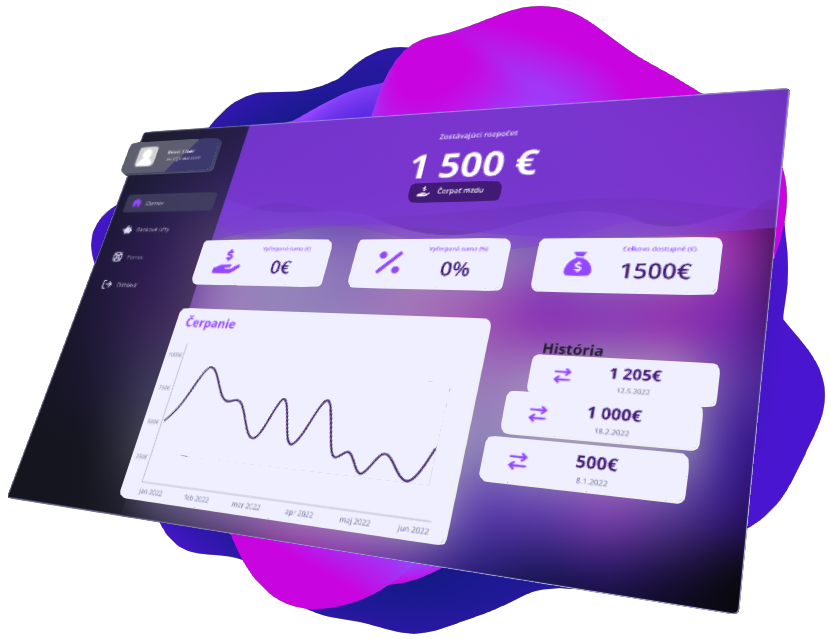 Domov
Bankové účty
Pomoc
Odhlásiť
Zostávajúci rozpočet
1 500 €
Čerpať mzdu
Vyčerpaná suma (€)
0€
Vyčerpaná suma (%)
0%
Celkovo dostupné (€)
1500€
Čerpanie
1000€
750€
500€
250€
jan 2022
feb 2022
mar 2022
apr 2022
maj 2022
jun 2022
História
1 205€
12.5.2022
1 000€
18.2.2022
500€
8.1.2022